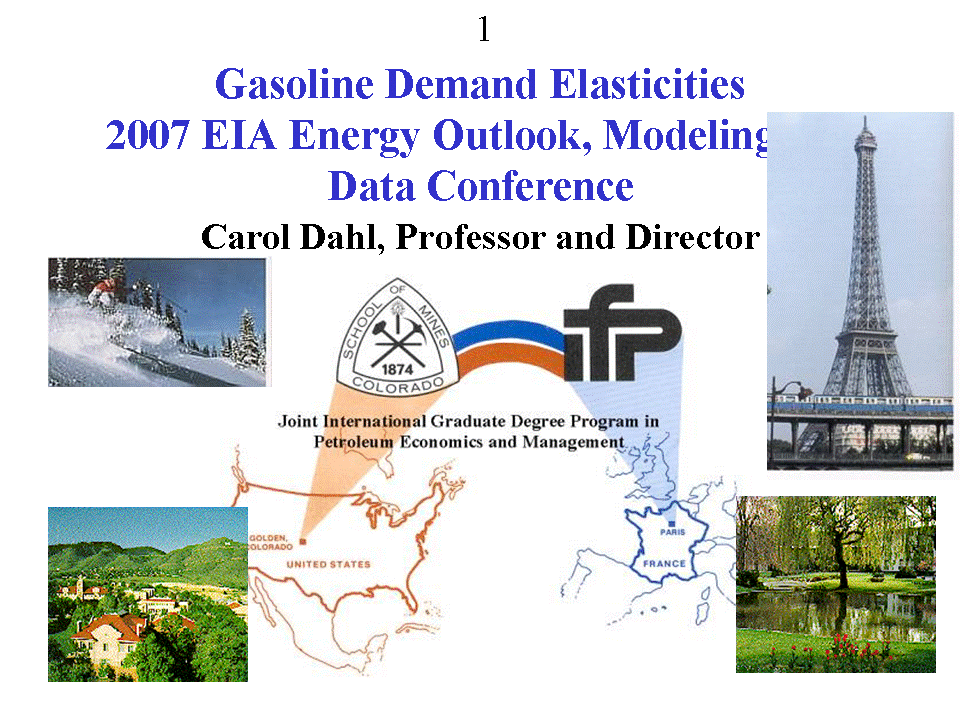 1
Gasoline Demand Elasticities
2007 EIA Energy Outlook, Modeling
Data Conference
Carol Dahl, Professor and Director
SCHOOL OF MINES
1874
COLORADO
ifp
Joint International Graduate Degree Program in
Petroleum Economics and Management
GOLDEN,
COLORADO
UNITED STATES
PARIS
FRANCE